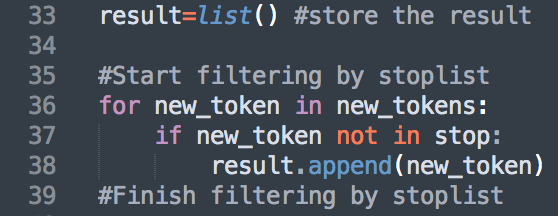 33 result=list() #store the result
34
35 #Start filtering by stoplist
36 for new_token in new_tokens:
37 if new_token not in stop:
38 result.append(new_token)
39 #Finish filtering by stoplist